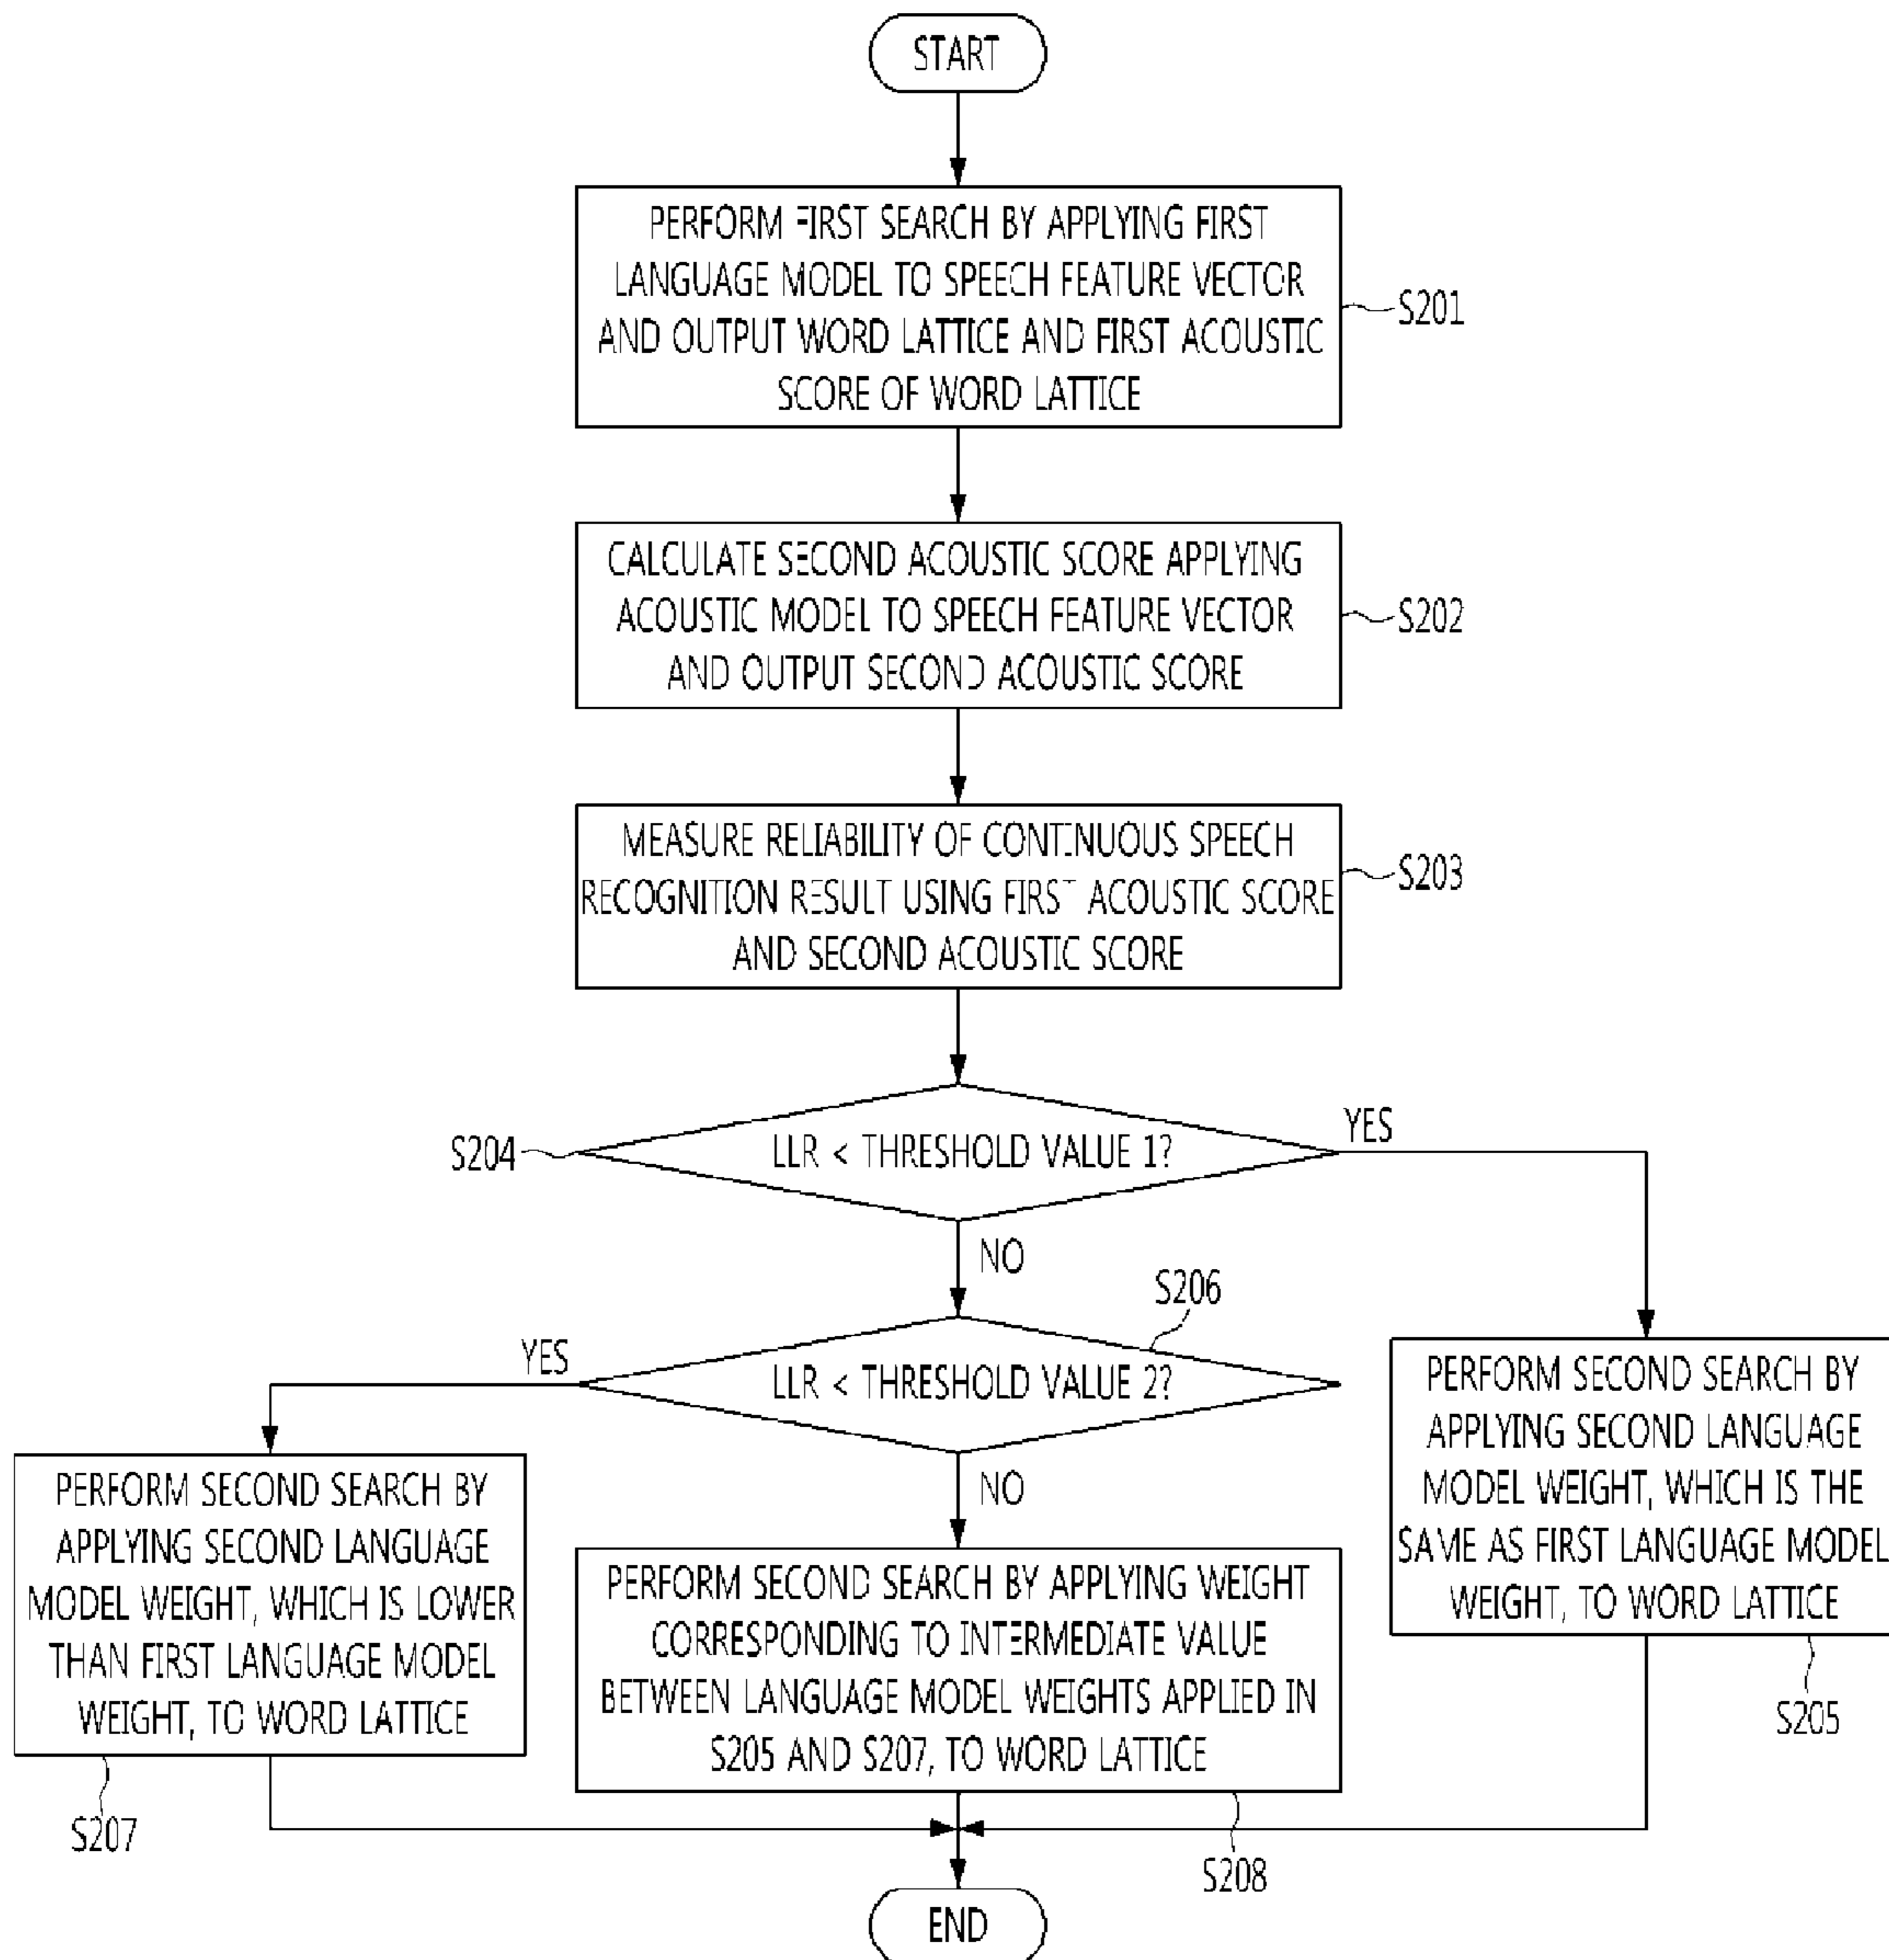 START
PERFORM FIRST SEARCH BY APPLYING FIRST
LANGUAGE MODEL TO SPEECH FEATURE VECTOR
AND OUTPUT WORD LATTICE AND FIRST ACOUSTIC
SCORE OF WORD LATTICE
S201
CALCULATE SECOND ACOUSTIC SCORE APPLYING
ACOUSTIC MODEL TO SPEECH FEATURE VECTOR
AND OUTPUT SECOND ACOUSTIC SCORE
S202
MEASURE RELIABILITY OF CONTINUOUS SPEECH
RECOGNITION RESULT USING FIRST ACOUSTIC SCORE
AND SECOND ACOUSTIC SCORE
S203
S204
LLR < THRESHOLD VALUE 1?
YES
NO
S206
YES
LLR < THRESHOLD VALUE 2?
NO
PERFORM SECOND SEARCH BY
APPLYING SECOND LANGUAGE
MODEL WEIGHT, WHICH IS THE
SAME AS FIRST LANGUAGE MODEL
WEIGHT, TO WORD LATTICE
S205
PERFORM SECOND SEARCH BY
APPLYING SECOND LANGUAGE
MODEL WEIGHT, WHICH IS LOWER
THAN FIRST LANGUAGE MODEL
WEIGHT, TO WORD LATTICE
S207
PERFORM SECOND SEARCH BY APPLYING WEIGHT
CORRESPONDING TO INTERMEDIATE VALUE
BETWEEN LANGUAGE MODEL WEIGHTS APPLIED IN
S205 AND S207, TO WORD LATTICE
S208
END